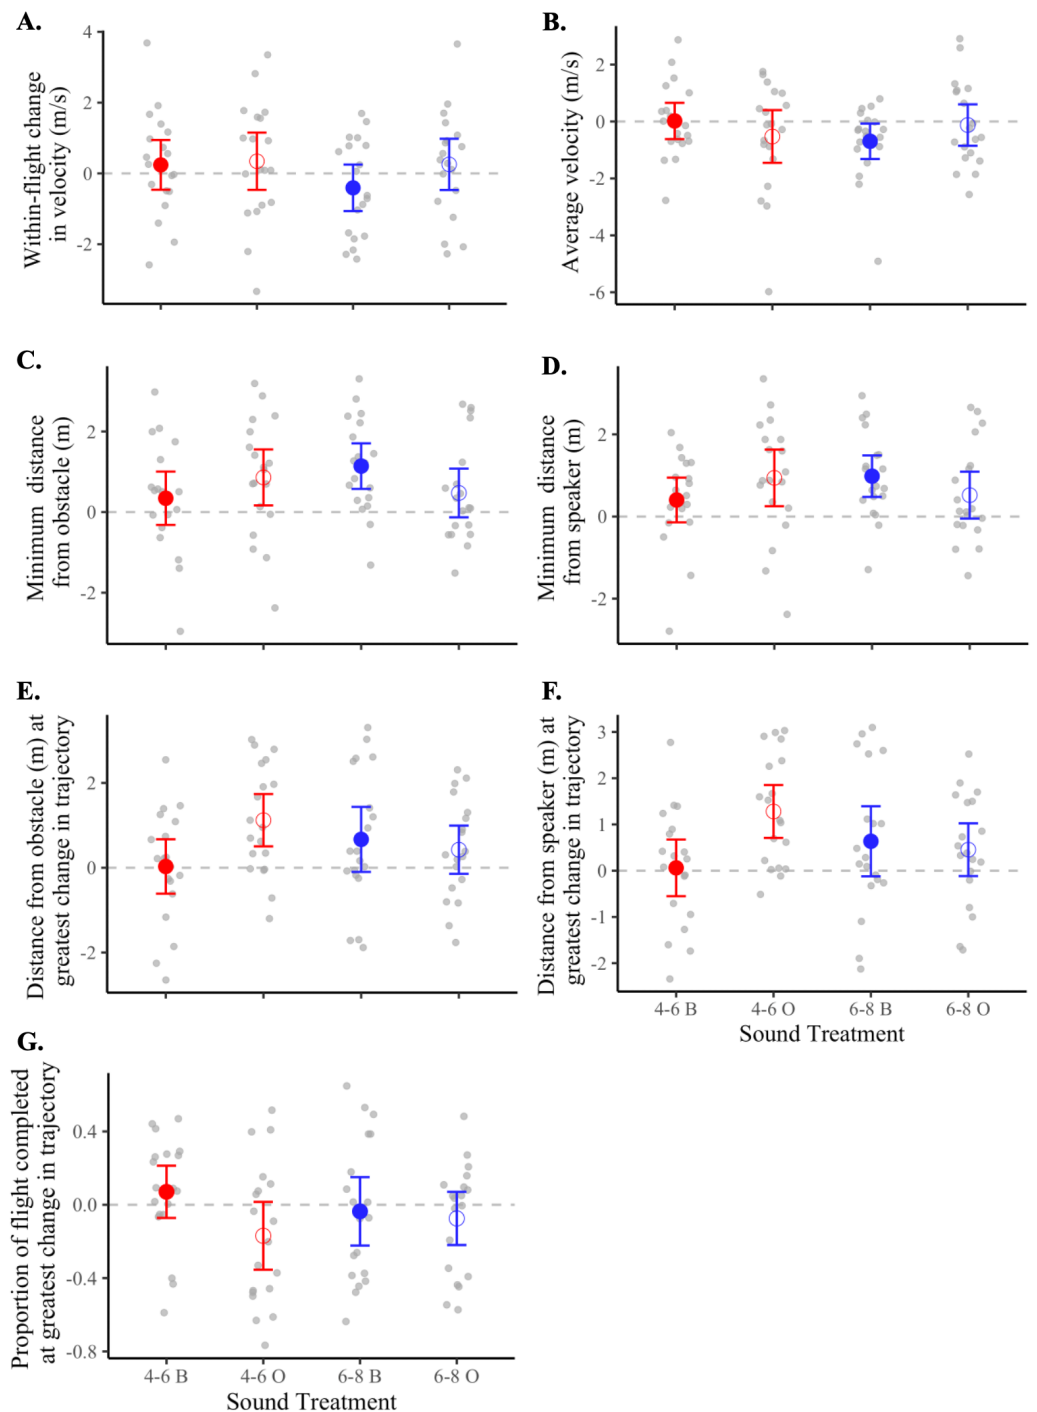 A.
Within-flight change
in velocity (m/s)
4
2
0
-2
B.
Average velocity (m/s)
2
0
-2
-4
-6
C.
Minimum distance
from obstacle (m)
2
0
-2
D.
Minimum distance
from speaker (m)
2
0
-2
E.
Distance from obstacle (m) at
greatest change in trajectory
2
0
-2
F.
Distance from speaker (m) at
greatest change in trajectory
3
2
1
0
-1
-2
4-6 B 4-6 O 6-8 B 6-8 O
Sound Treatment
G.
Proportion of flight completed
at greatest change in trajectory
0.4
0.0
-0.4
-0.8
4-6 B 4-6 O 6-8 B 6-8 O
Sound Treatment